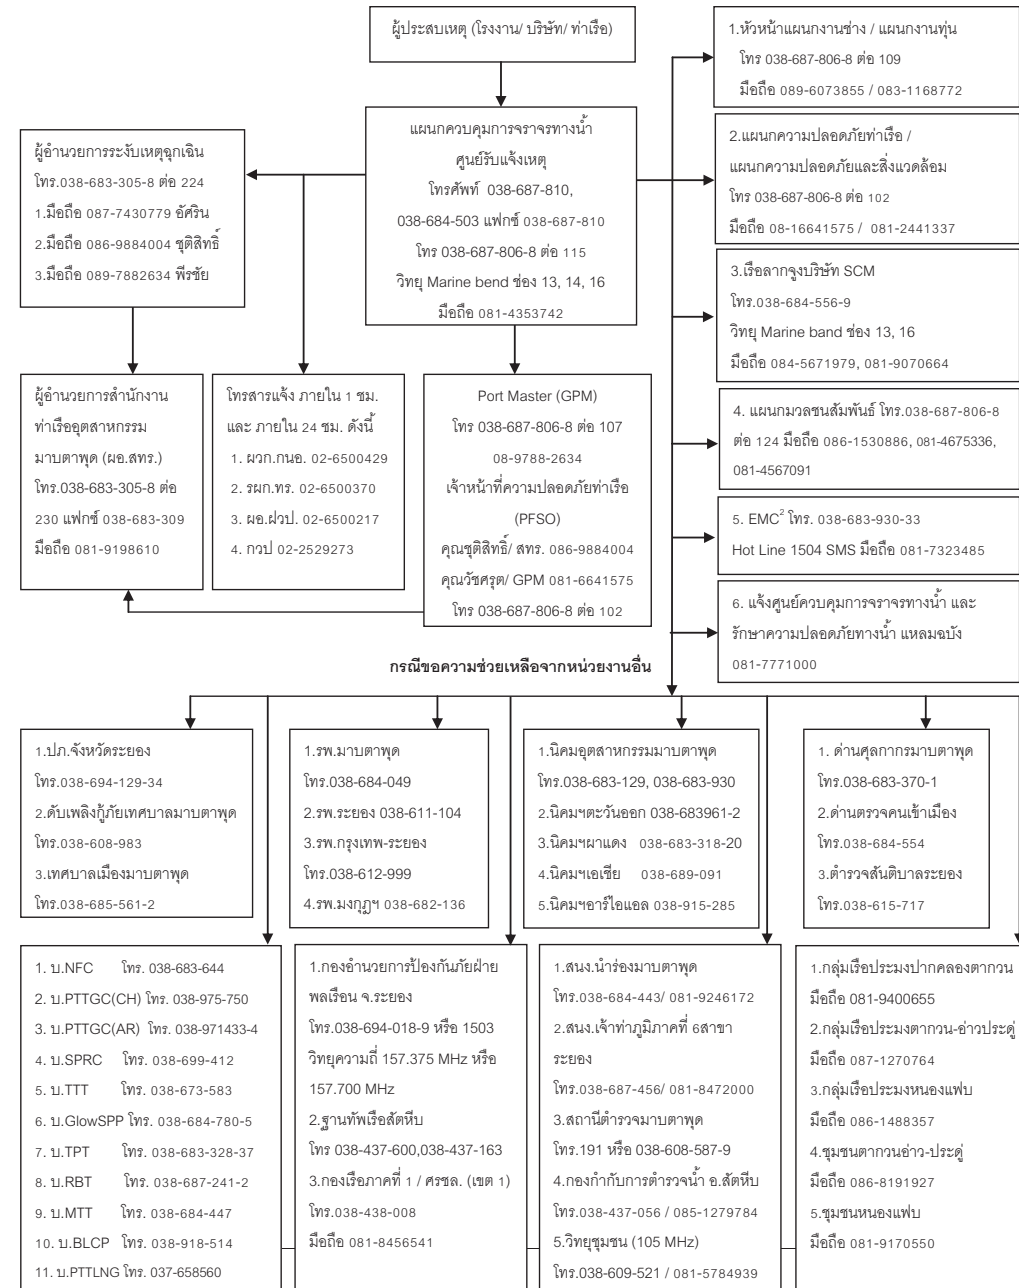 ผู้ประสบเหตุ (โรงงาน/ บริษัท/ ท่าเรือ)
แผนกควบคุมการจราจรทางน้ำ
ศูนย์รับแจ้งเหตุ
โทรศัพท์ 038-687-810,
038-684-503 แฟกซ์ 038-687-810
โทร 038-687-806-8 ต่อ 115
วิทยุ Marine bend ช่อง 13, 14, 16
มือถือ 081-4353742
ผู้อำนวยการระงับเหตุฉุกเฉิน
โทร.038-683-305-8 ต่อ 224
1.มือถือ 087-7430779 อัศริน
2.มือถือ 086-9884004 ชุติสิทธิ์
3.มือถือ 089-7882634 พีรชัย
ผู้อำนวยการสำนักงาน
ท่าเรืออุตสาหกรรม
มาบตาพุด (ผอ.สทร.)
โทร.038-683-305-8 ต่อ
230 แฟกซ์ 038-683-309
มือถือ 081-9198610
โทรสารแจ้ง ภายใน 1 ชม.
และ ภายใน 24 ชม. ดังนี้
1. ผวก.กนอ. 02-6500429
2. รผก.ทร. 02-6500370
3. ผอ.ฝวป. 02-6500217
4. กวป 02-2529273
Port Master (GPM)
โทร 038-687-806-8 ต่อ 107
08-9788-2634
เจ้าหน้าที่ความปลอดภัยท่าเรือ
(PFSO)
คุณชุติสิทธิ์/ สทร. 086-9884004
คุณวัชศรุต/ GPM 081-6641575
โทร 038-687-806-8 ต่อ 102
1.หัวหน้าแผนกงานช่าง / แผนกงานทุ่น
โทร 038-687-806-8 ต่อ 109
มือถือ 089-6073855 / 083-1168772
2.แผนกความปลอดภัยท่าเรือ /
แผนกความปลอดภัยและสิ่งแวดล้อม
โทร 038-687-806-8 ต่อ 102
มือถือ 08-16641575 / 081-2441337
3.เรือลากจูงบริษัท SCM
โทร.038-684-556-9
วิทยุ Marine band ช่อง 13, 16
มือถือ 084-5671979, 081-9070664
4. แผนกมวลชนสัมพันธ์ โทร.038-687-806-8
ต่อ 124 มือถือ 086-1530886, 081-4675336,
081-4567091
5. EMC² โทร. 038-683-930-33
Hot Line 1504 SMS มือถือ 081-7323485
6. แจ้งศูนย์ควบคุมการจราจรทางน้ำ และ
รักษาความปลอดภัยทางน้ำ แหลมฉบัง
081-7771000
กรณีขอความช่วยเหลือจากหน่วยงานอื่น
1.ปภ.จังหวัดระยอง
โทร.038-694-129-34
2.ดับเพลิงกู้ภัยเทศบาลมาบตาพุด
โทร.038-608-983
3.เทศบาลเมืองมาบตาพุด
โทร.038-685-561-2
1.รพ.มาบตาพุด
โทร.038-684-049
2.รพ.ระยอง 038-611-104
3.รพ.กรุงเทพ-ระยอง
โทร.038-612-999
4.รพ.มงกุฎฯ 038-682-136
1.นิคมอุตสาหกรรมมาบตาพุด
โทร.038-683-129, 038-683-930
2.นิคมฯตะวันออก 038-683961-2
3.นิคมฯผาแดง 038-683-318-20
4.นิคมฯเอเชีย 038-689-091
5.นิคมฯอาร์ไอแอล 038-915-285
1. ด่านศุลกากรมาบตาพุด
โทร.038-683-370-1
2.ด่านตรวจคนเข้าเมือง
โทร.038-684-554
3.ตำรวจสันติบาลระยอง
โทร.038-615-717
1. บ.NFC โทร. 038-683-644
2. บ.PTTGC(CH) โทร. 038-975-750
3. บ.PTTGC(AR) โทร. 038-971433-4
4. บ.SPRC โทร. 038-699-412
5. บ.TTT โทร. 038-673-583
6. บ.GlowSPP โทร. 038-684-780-5
7. บ.TPT โทร. 038-683-328-37
8. บ.RBT โทร. 038-687-241-2
9. บ.MTT โทร. 038-684-447
10. บ.BLCP โทร. 038-918-514
11. บ.PTTLNG โทร. 037-658560
1.กองอำนวยการป้องกันภัยฝ่าย
พลเรือน จ.ระยอง
โทร.038-694-018-9 หรือ 1503
วิทยุความถี่ 157.375 MHz หรือ
157.700 MHz
2.ฐานทัพเรือสัตหีบ
โทร 038-437-600,038-437-163
3.กองเรือภาคที่ 1 / ศรชล. (เขต 1)
โทร.038-438-008
มือถือ 081-8456541
1.สนง.นำร่องมาบตาพุด
โทร.038-684-443/ 081-9246172
2.สนง.เจ้าท่าภูมิภาคที่ 6สาขา
ระยอง
โทร.038-687-456/ 081-8472000
3.สถานีตำรวจมาบตาพุด
โทร.191 หรือ 038-608-587-9
4.กองกำกับการตำรวจน้ำ อ.สัตหีบ
โทร.038-437-056 / 085-1279784
5.วิทยุชุมชน (105 MHz)
โทร.038-609-521 / 081-5784939
1.กลุ่มเรือประมงปากคลองตากวน
มือถือ 081-9400655
2.กลุ่มเรือประมงตากวน-อ่าวประดู่
มือถือ 087-1270764
3.กลุ่มเรือประมงหนองแฟบ
มือถือ 086-1488357
4.ชุมชนตากวนอ่าว-ประดู่
มือถือ 086-8191927
5.ชุมชนหนองแฟบ
มือถือ 081-9170550